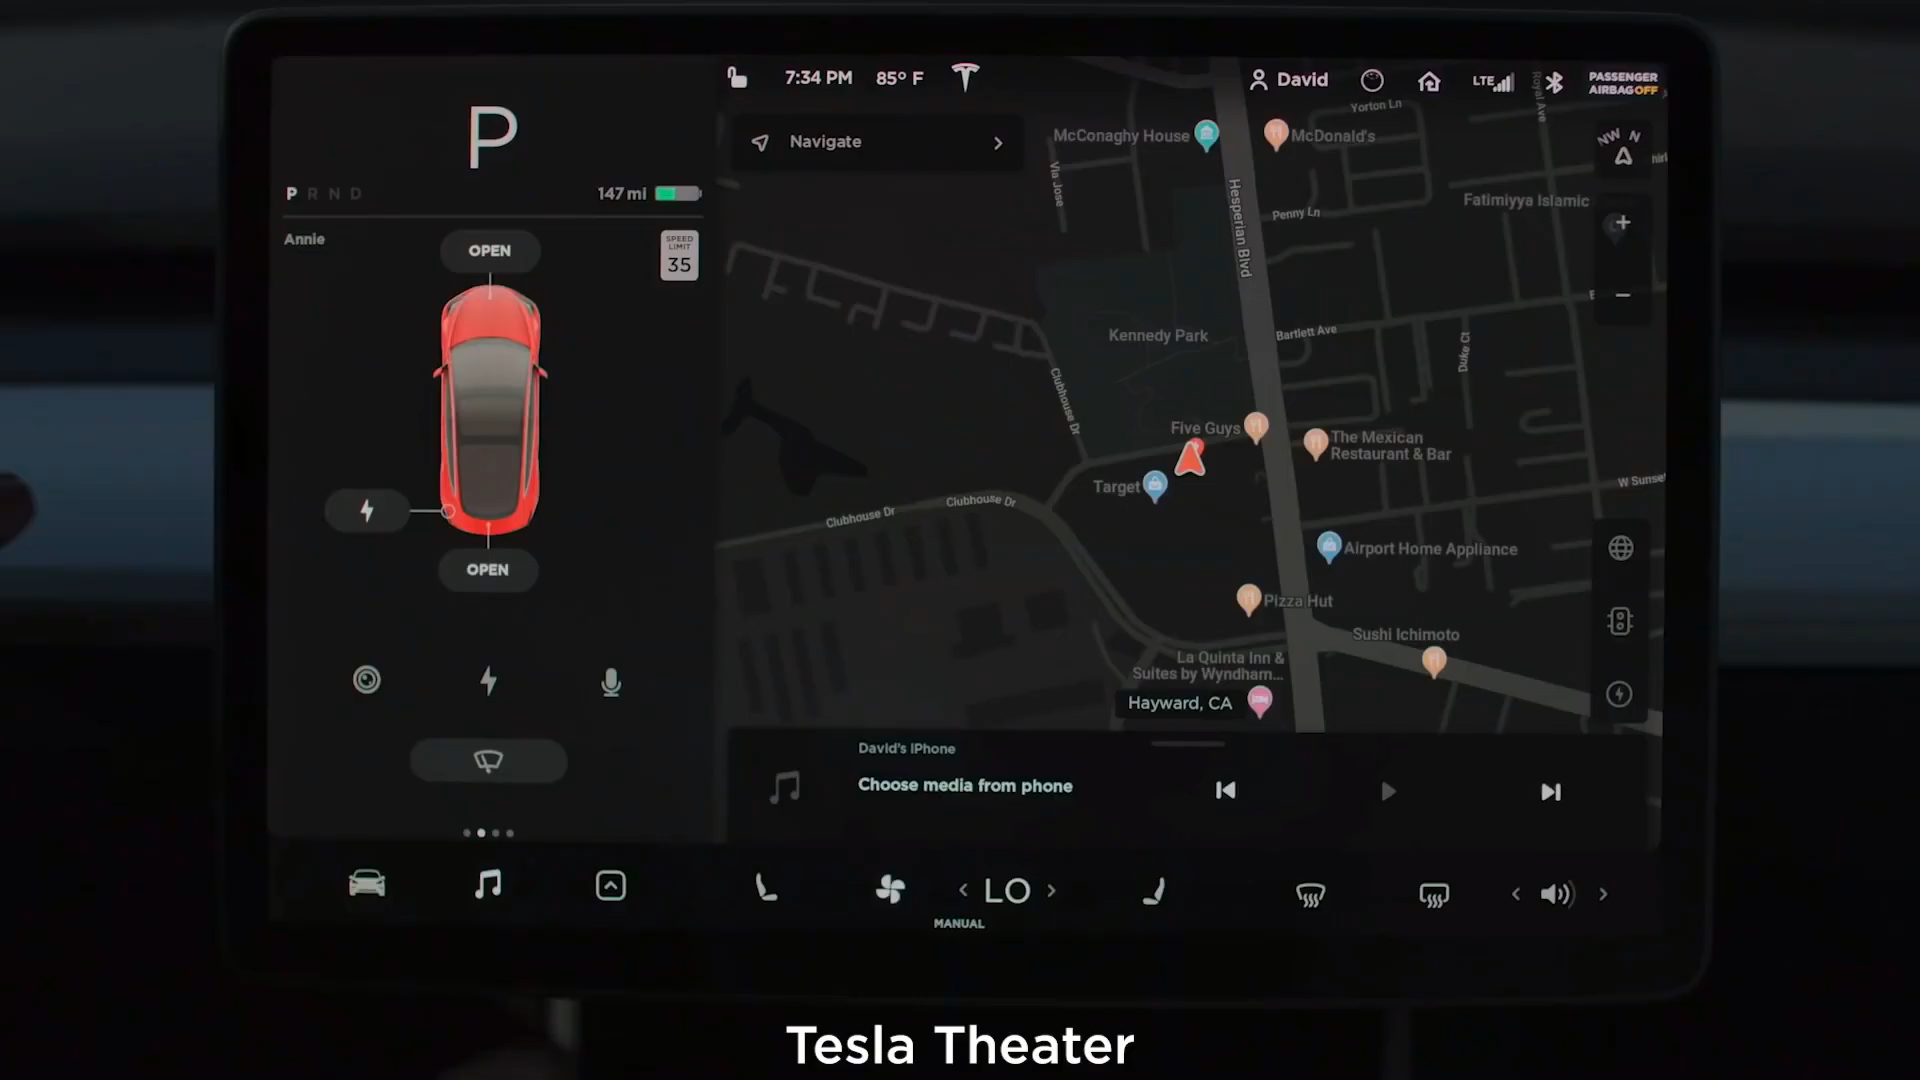 7:34 PM
85° F
David
LTE
PASSENGER
AIRBAG OFF
P
P R N D
147 mi
Annie
OPEN
SPEED
LIMIT
35
OPEN
Navigate
McConaghy House
McDonald's
Yorton Ln
Royal Ave
NW N
Via Jose
Hesperian Blvd
Penny Ln
Fatimiyya Islamic
Kennedy Park
Bartlett Ave
Duke Ct
Clubhouse Dr
Five Guys
The Mexican
Restaurant & Bar
Target
W Sunset
Clubhouse Dr
Clubhouse Dr
Airport Home Appliance
Pizza Hut
Sushi Ichimoto
La Quinta Inn &
Suites by Wyndham...
Hayward, CA
David's iPhone
Choose media from phone
LO
MANUAL
Tesla Theater